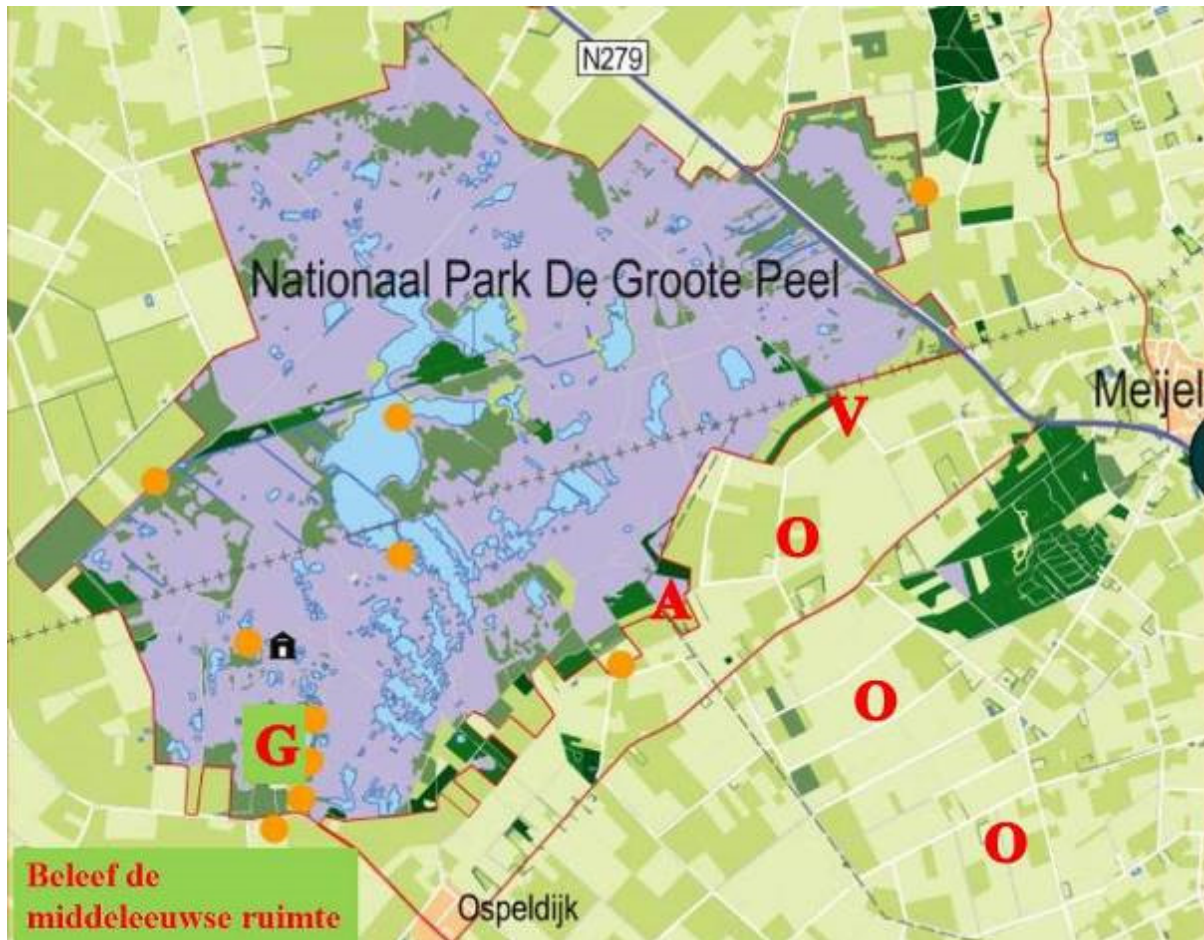 N279
Nationaal Park De Groote Peel
Meijel
V
O
A
O
G
O
Beleef de
middeleeuwse ruimte
Ospeldijk